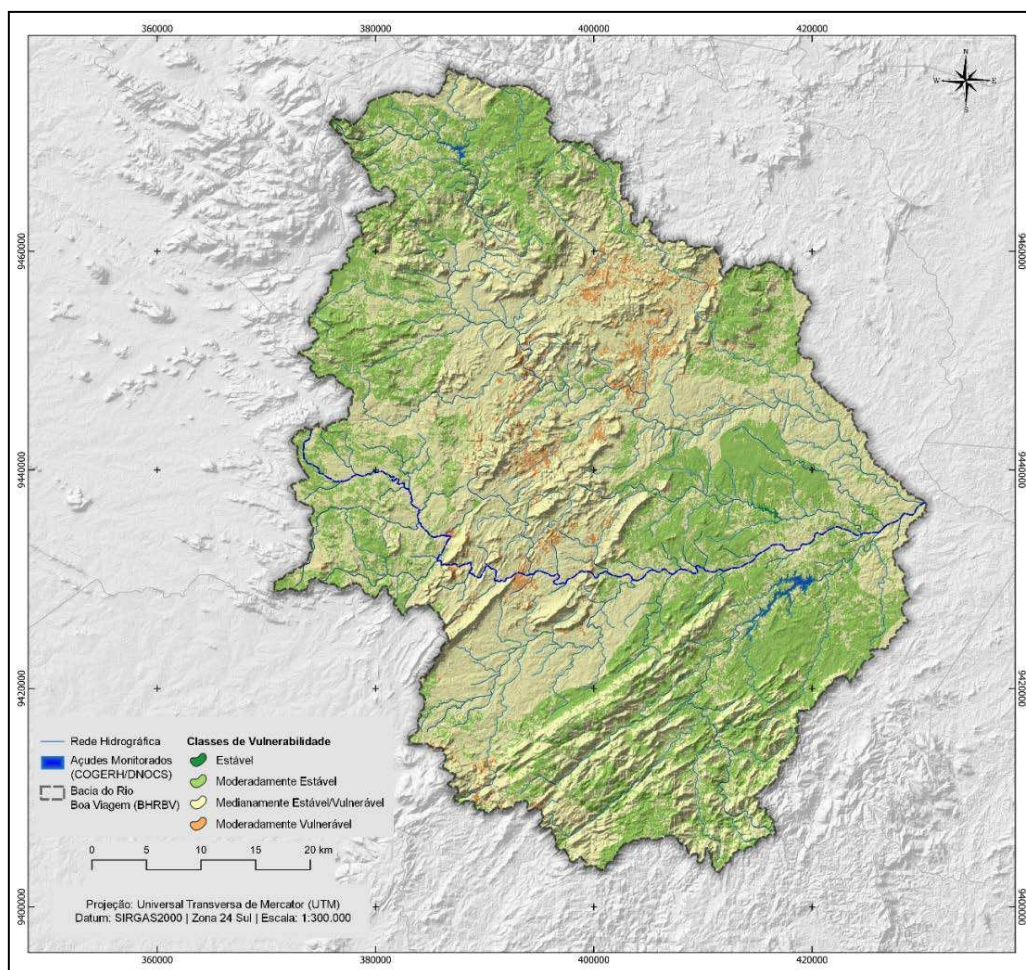 360000 380000 400000 420000
N
W E
S
9460000 9460000
9440000 9440000
9420000 9420000
9400000 9400000
Rede Hidrográfica
Açudes Monitorados
(COGERH/DNOCS)
Bacia do Rio
Boa Viagem (BHRBV)
Classes de Vulnerabilidade
Estável
Moderadamente Estável
Medianamente Estável/Vulnerável
Moderadamente Vulnerável
0 5 10 15 20 km
Projeção: Universal Transversa de Mercator (UTM)
Datum: SIRGAS2000 | Zona 24 Sul | Escala: 1:300.000
360000 380000 400000 420000